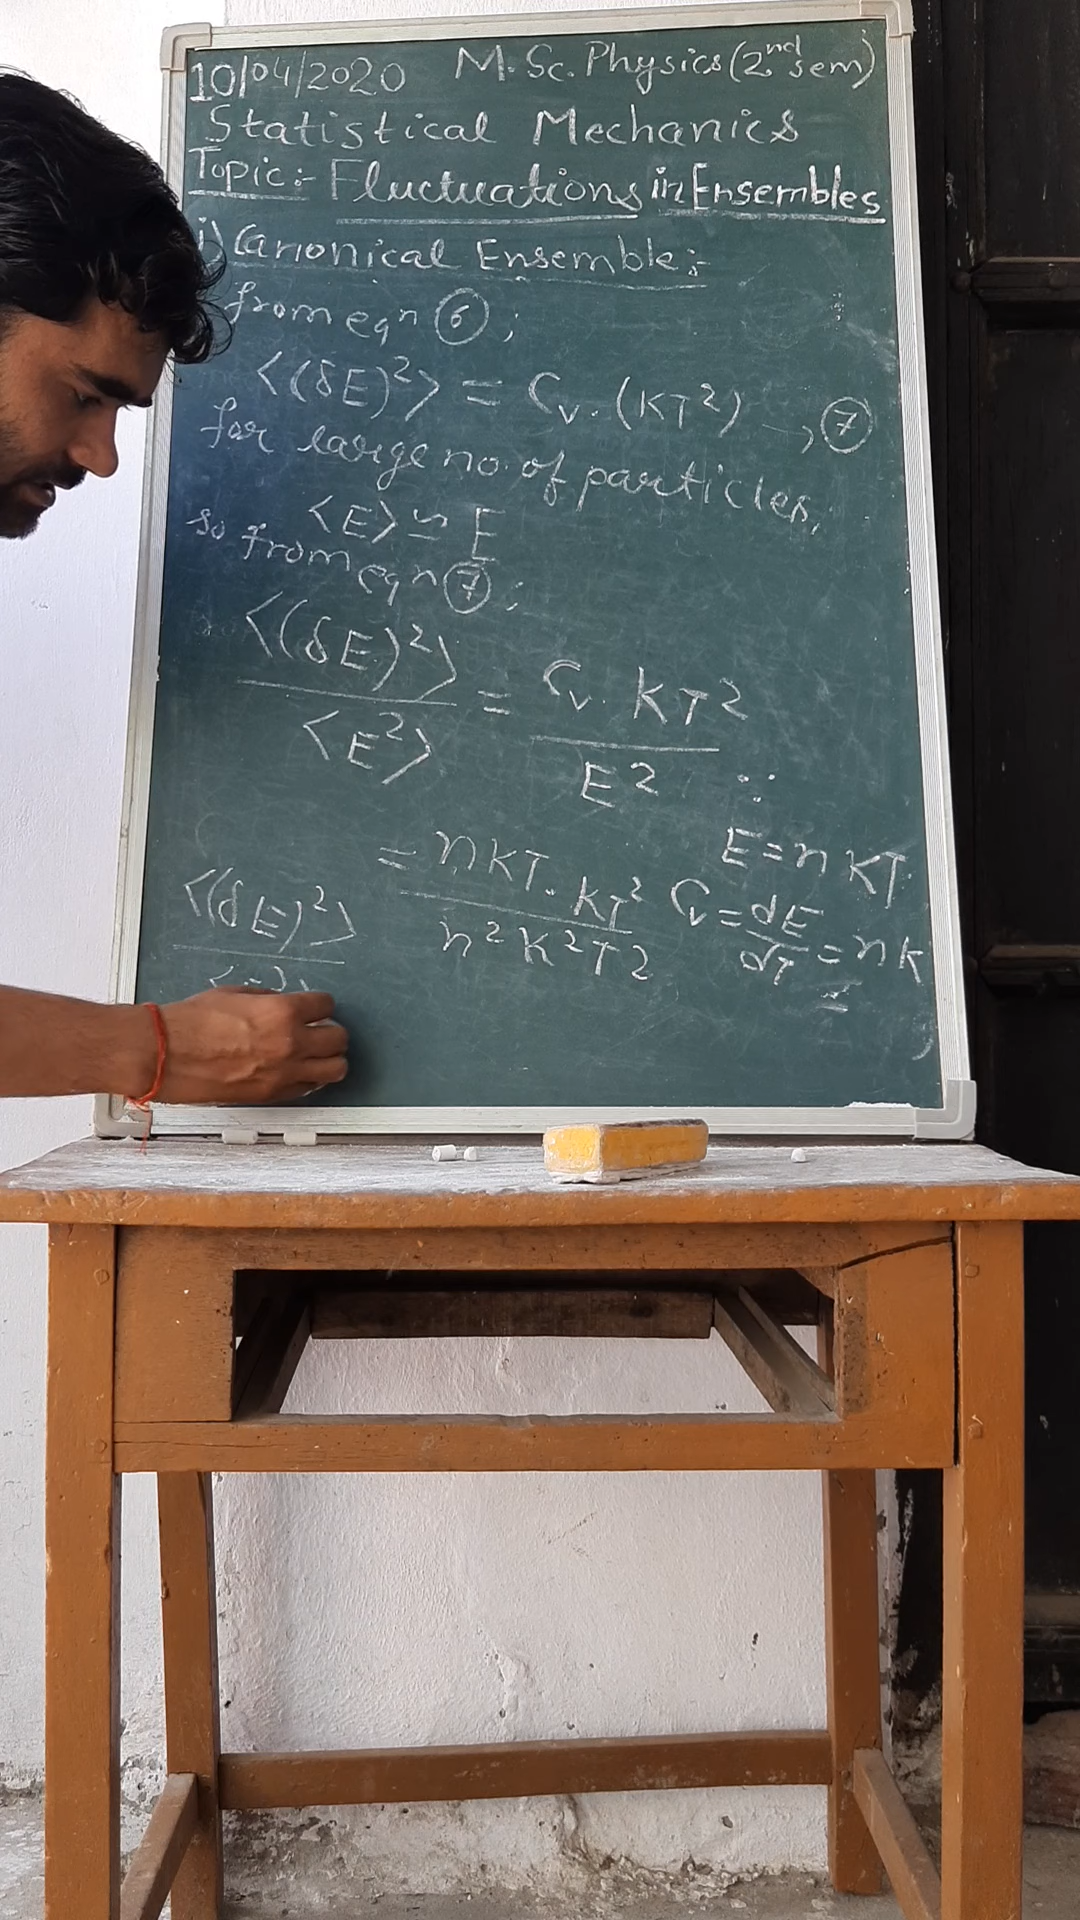 10/04/2020 M.Sc. Physics (2nd sem)
Statistical Mechanics
Topic:- Fluctuations in Ensembles
i) Canonical Ensemble:-
from eqn ⑥;
<(δE)²> = Cv. (KT²) → ⑦
for large no. of particles,
<E> ≃ E
so from eqn ⑦;
<(δE)²> / <E²> = Cv. KT² / E² ∵
E = nKT
= nKT. KT² / n²K²T²
Cv = dE/dT = nK
<(δE)²>